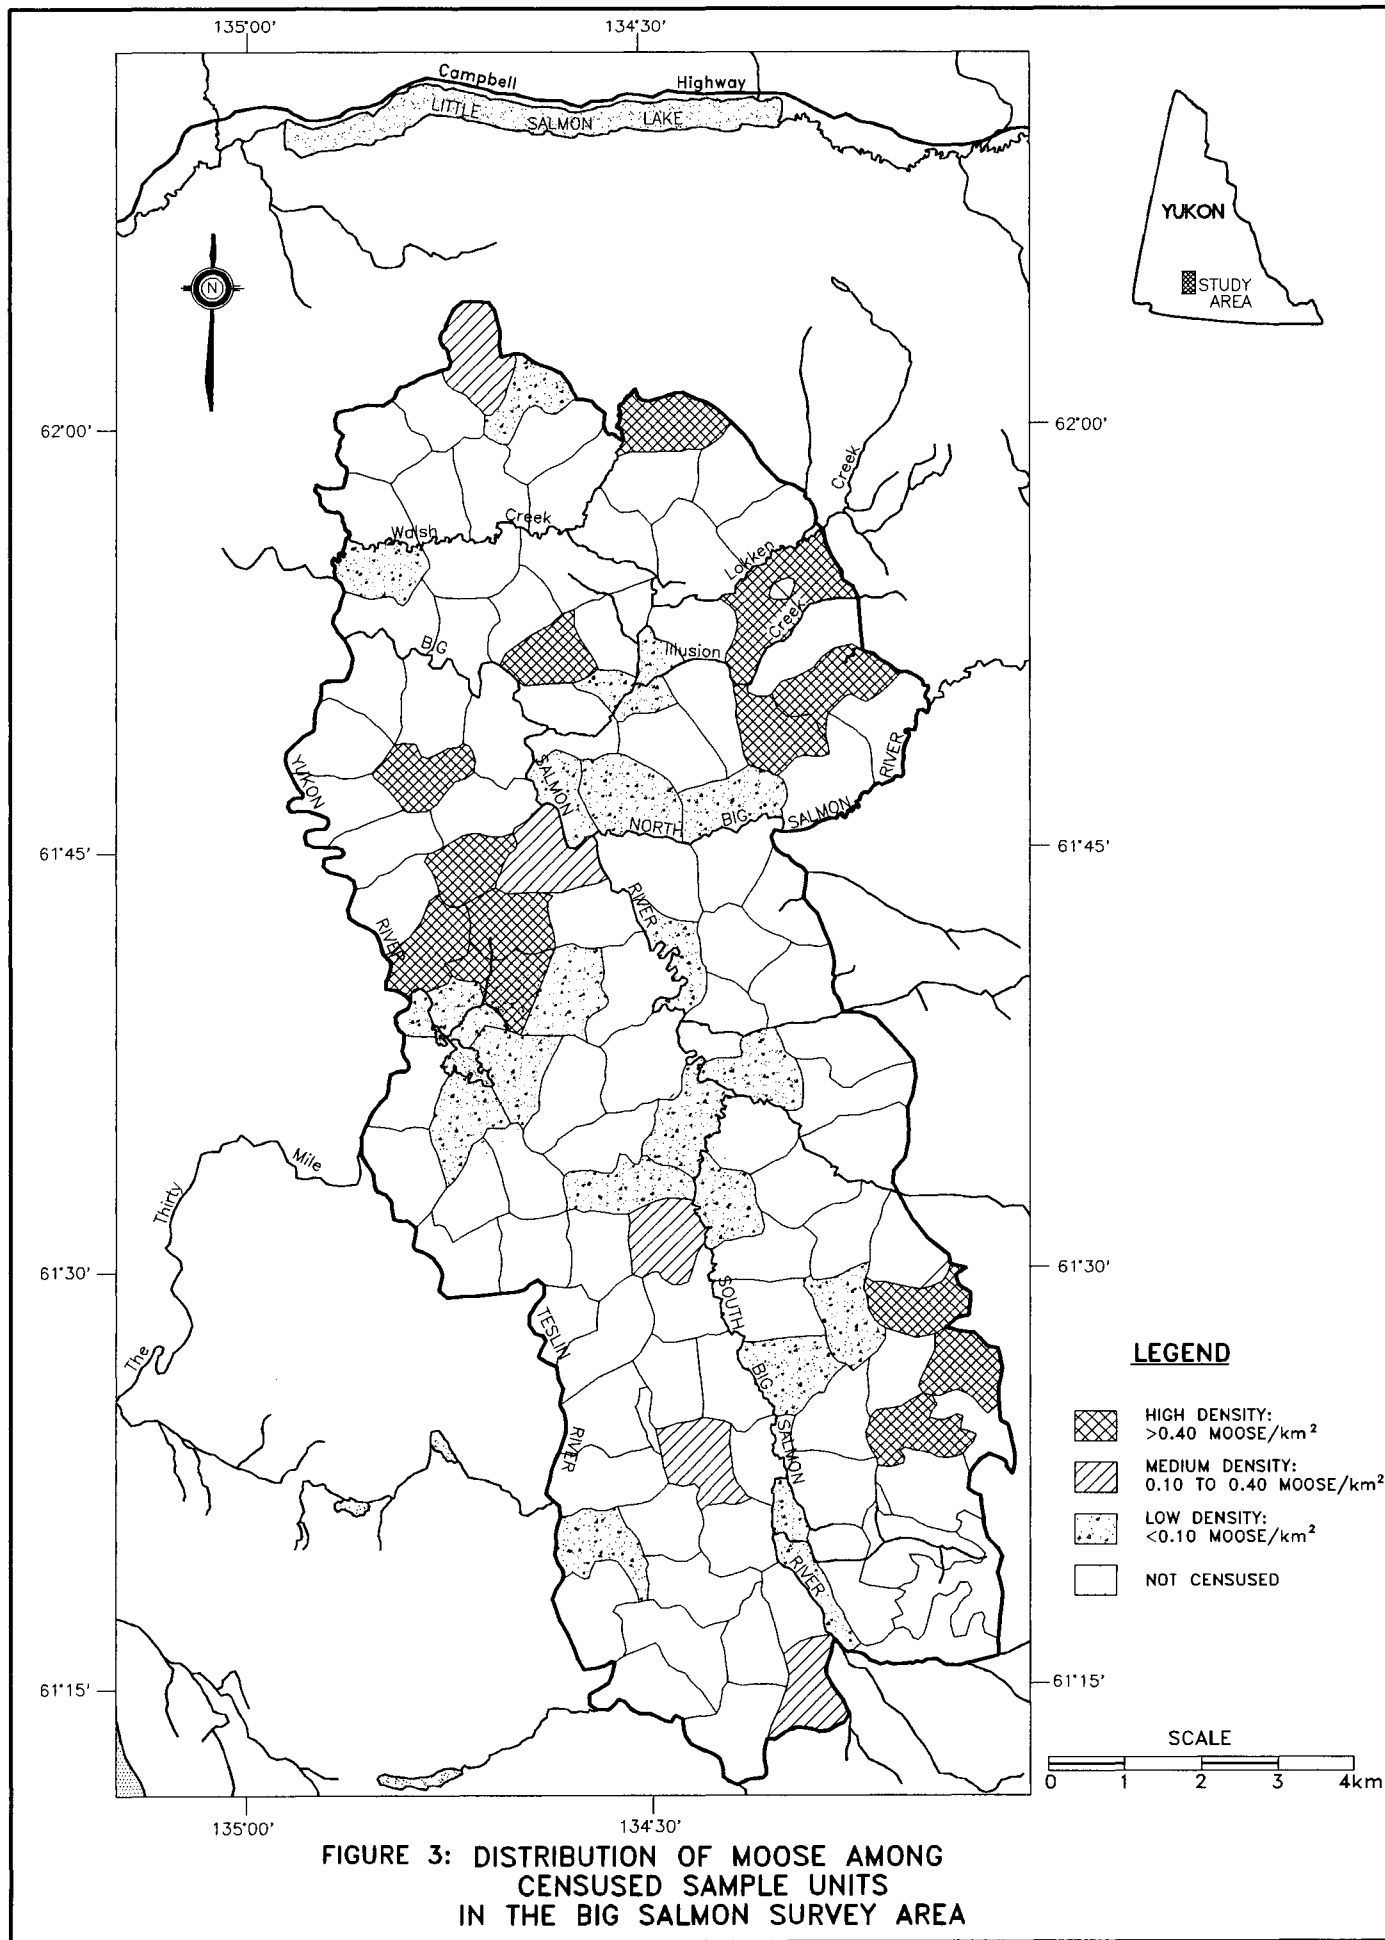 135°00'
134°30'
Campbell Highway
LITTLE SALMON LAKE
YUKON
STUDY
AREA
N
62°00'
62°00'
Creek
Walsh Creek
Lokken
Creek
BIG
Illusion
YUKON
SALMON
RIVER
NORTH BIG SALMON
61°45'
61°45'
RIVER
RIVER
Mile
Thirty
The
61°30'
61°30'
SOUTH
TESLIN
BIG
RIVER
SALMON
RIVER
LEGEND
HIGH DENSITY:
>0.40 MOOSE/km²
MEDIUM DENSITY:
0.10 TO 0.40 MOOSE/km²
LOW DENSITY:
<0.10 MOOSE/km²
NOT CENSUSED
61°15'
61°15'
SCALE
0 1 2 3 4km
135°00'
134°30'
FIGURE 3: DISTRIBUTION OF MOOSE AMONG
CENSUSED SAMPLE UNITS
IN THE BIG SALMON SURVEY AREA